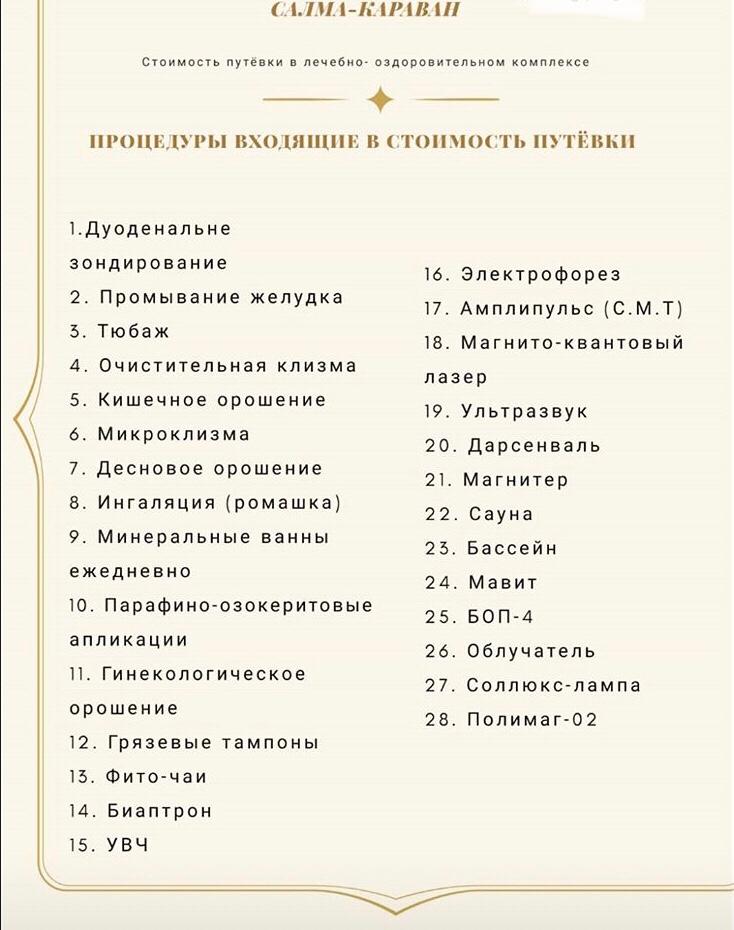 САЛМА-КАРАВАН
Стоимость путёвки в лечебно- оздоровительном комплексе
ПРОЦЕДУРЫ ВХОДЯЩИЕ В СТОИМОСТЬ ПУТЁВКИ
1.Дуоденальне
зондирование
2. Промывание желудка
3. Тюбаж
4. Очистительная клизма
5. Кишечное орошение
6. Микроклизма
7. Десновое орошение
8. Ингаляция (ромашка)
9. Минеральные ванны
ежедневно
10. Парафино-озокеритовые
апликации
11. Гинекологическое
орошение
12. Грязевые тампоны
13. Фито-чаи
14. Биаптрон
15. УВЧ
16. Электрофорез
17. Амплипульс (С.М.Т)
18. Магнито-квантовый
лазер
19. Ультразвук
20. Дарсенваль
21. Магнитер
22. Сауна
23. Бассейн
24. Мавит
25. БОП-4
26. Облучатель
27. Соллюкс-лампа
28. Полимаг-02